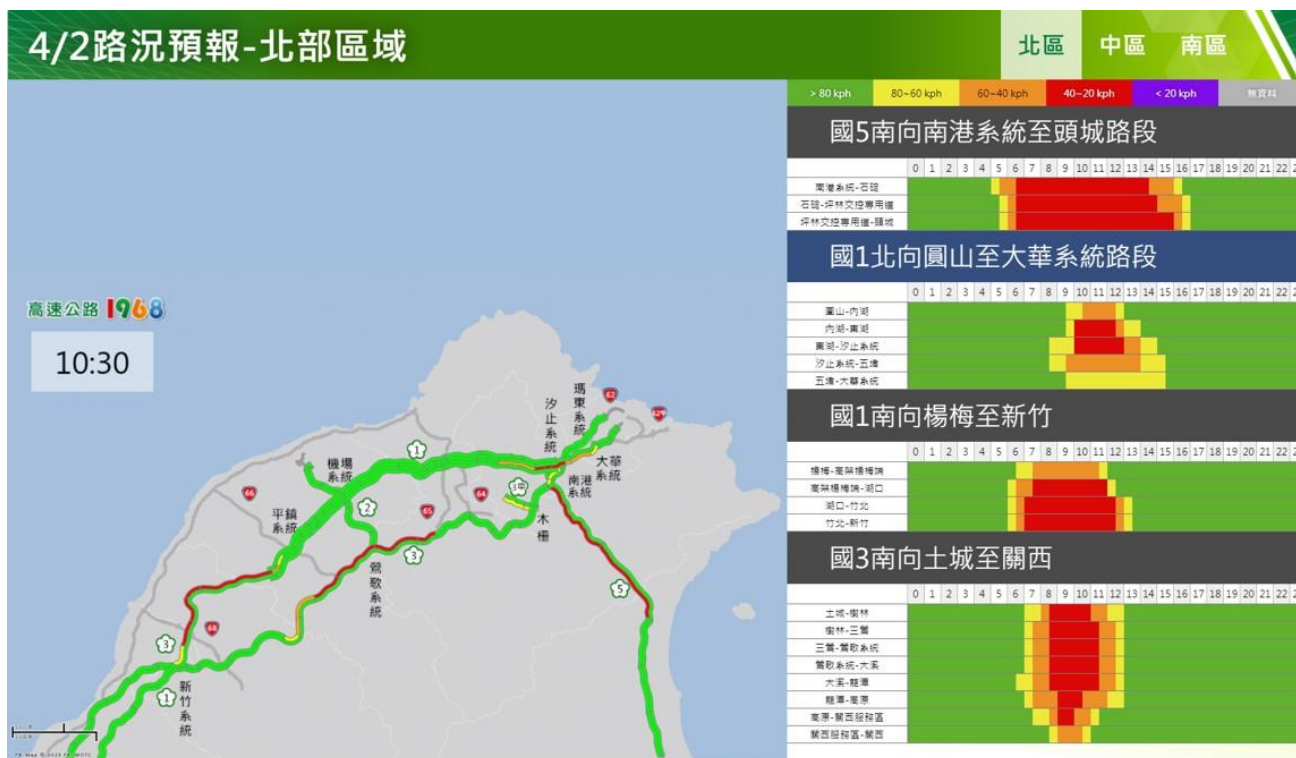 4/2路況預報-北部區域
北區 中區 南區
> 80 kph 80~60 kph 60~40 kph 40~20 kph < 20 kph 無資料
國5南向南港系統至頭城路段
0 1 2 3 4 5 6 7 8 9 10 11 12 13 14 15 16 17 18 19 20 21 22
南港系統-石碇
石碇-坪林交控專用道
坪林交控專用道-頭城
國1北向圓山至大華系統路段
0 1 2 3 4 5 6 7 8 9 10 11 12 13 14 15 16 17 18 19 20 21 22
圓山-內湖
內湖-東湖
東湖-汐止系統
汐止系統-五堵
五堵-大華系統
國1南向楊梅至新竹
0 1 2 3 4 5 6 7 8 9 10 11 12 13 14 15 16 17 18 19 20 21 22
楊梅-高架楊梅端
高架楊梅端-湖口
湖口-竹北
竹北-新竹
國3南向土城至關西
0 1 2 3 4 5 6 7 8 9 10 11 12 13 14 15 16 17 18 19 20 21 22
土城-樹林
樹林-三鶯
三鶯-鶯歌系統
鶯歌系統-大溪
大溪-龍潭
龍潭-高原
高原-關西服務區
關西服務區-關西
高速公路 1968
10:30
瑪東系統
62
62甲
汐止系統
1
大華系統
機場系統
南港系統
3甲
66
64
2
65
平鎮系統
木柵
3
鶯歌系統
5
68
3
1
新竹系統